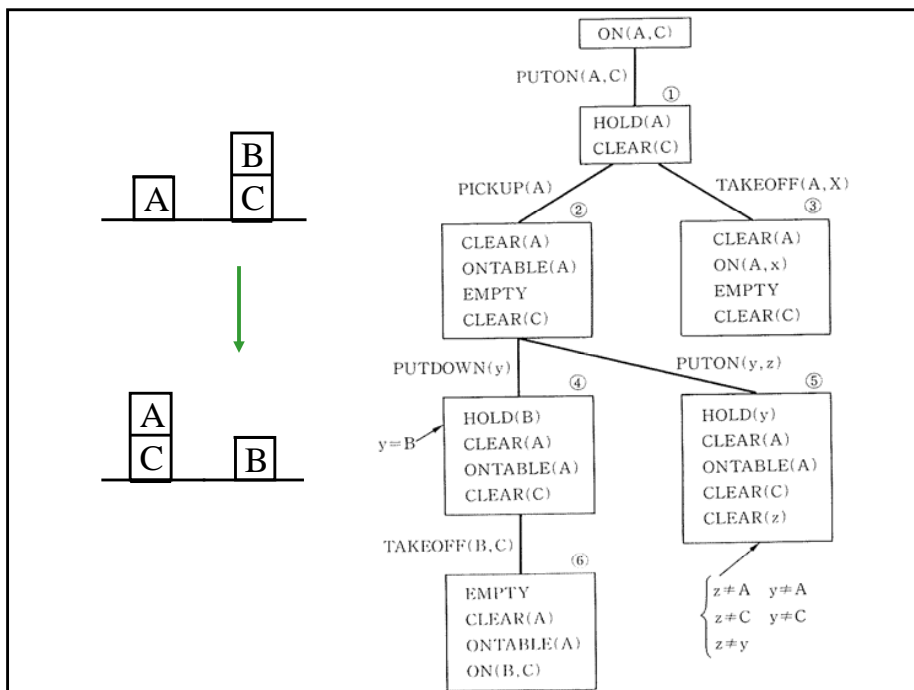 B
A
C
A
C
B
ON(A,C)
PUTON(A,C)
①
HOLD(A)
CLEAR(C)
PICKUP(A)
TAKEOFF(A,X)
②
CLEAR(A)
ONTABLE(A)
EMPTY
CLEAR(C)
③
CLEAR(A)
ON(A,x)
EMPTY
CLEAR(C)
PUTDOWN(y)
PUTON(y,z)
④
y=B
HOLD(B)
CLEAR(A)
ONTABLE(A)
CLEAR(C)
⑤
HOLD(y)
CLEAR(A)
ONTABLE(A)
CLEAR(C)
CLEAR(z)
z≠A y≠A
z≠C y≠C
z≠y
TAKEOFF(B,C)
⑥
EMPTY
CLEAR(A)
ONTABLE(A)
ON(B,C)